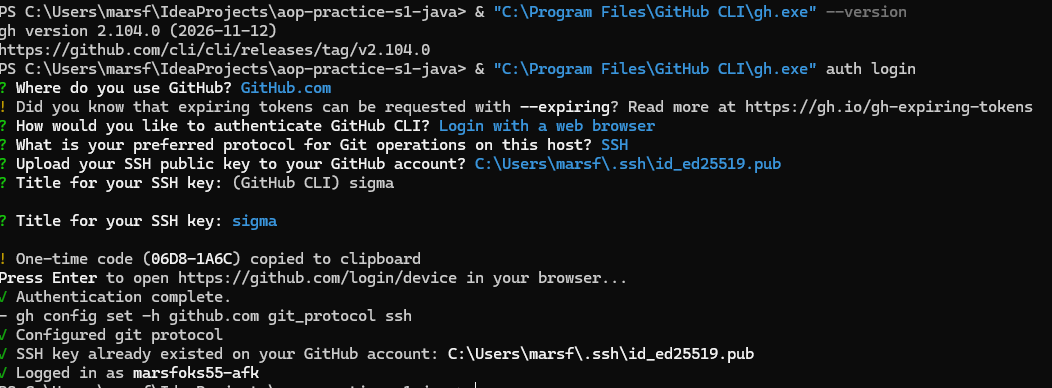 PS C:\Users\marsf\IdeaProjects\aop-practice-s1-java> & "C:\Program Files\GitHub CLI\gh.exe" --version
gh version 2.104.0 (2026-11-12)
https://github.com/cli/cli/releases/tag/v2.104.0
PS C:\Users\marsf\IdeaProjects\aop-practice-s1-java> & "C:\Program Files\GitHub CLI\gh.exe" auth login
? Where do you use GitHub? GitHub.com
! Did you know that expiring tokens can be requested with --expiring? Read more at https://gh.io/gh-expiring-tokens
? How would you like to authenticate GitHub CLI? Login with a web browser
? What is your preferred protocol for Git operations on this host? SSH
? Upload your SSH public key to your GitHub account? C:\Users\marsf\.ssh\id_ed25519.pub
? Title for your SSH key: (GitHub CLI) sigma
? Title for your SSH key: sigma
! One-time code (06D8-1A6C) copied to clipboard
Press Enter to open https://github.com/login/device in your browser...
√ Authentication complete.
- gh config set -h github.com git_protocol ssh
√ Configured git protocol
√ SSH key already existed on your GitHub account: C:\Users\marsf\.ssh\id_ed25519.pub
√ Logged in as marsfoks55-afk